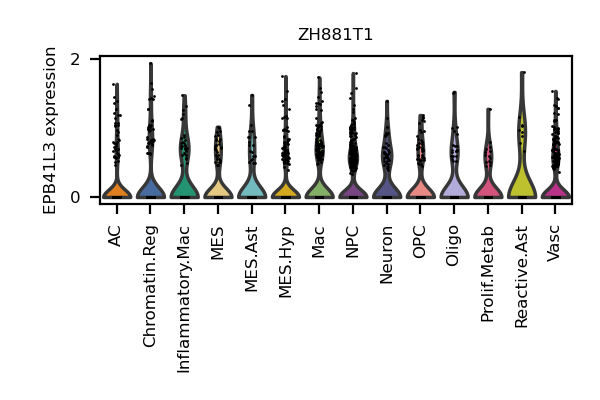 ZH881T1
EPB41L3 expression
2
0
AC
Chromatin.Reg
Inflammatory.Mac
MES
MES.Ast
MES.Hyp
Mac
NPC
Neuron
OPC
Oligo
Prolif.Metab
Reactive.Ast
Vasc